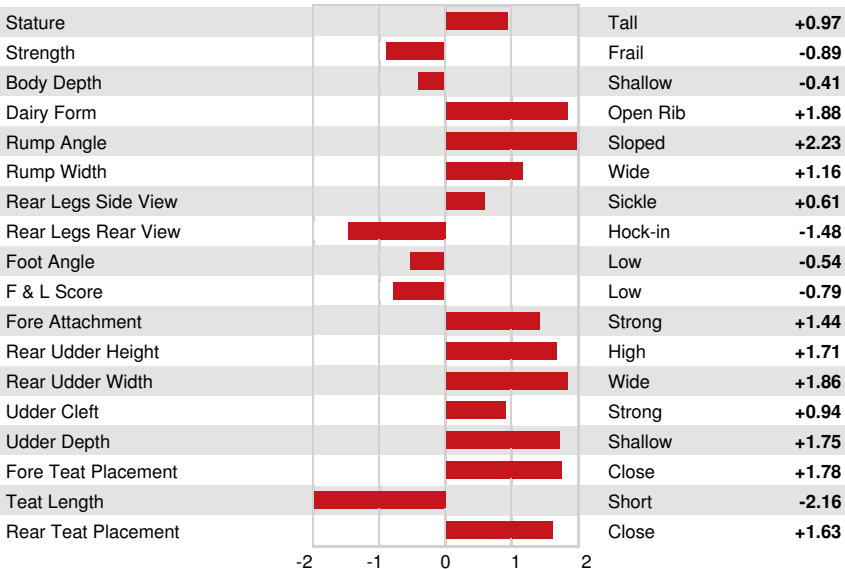 Stature Tall +0.97
Strength Frail -0.89
Body Depth Shallow -0.41
Dairy Form Open Rib +1.88
Rump Angle Sloped +2.23
Rump Width Wide +1.16
Rear Legs Side View Sickle +0.61
Rear Legs Rear View Hock-in -1.48
Foot Angle Low -0.54
F & L Score Low -0.79
Fore Attachment Strong +1.44
Rear Udder Height High +1.71
Rear Udder Width Wide +1.86
Udder Cleft Strong +0.94
Udder Depth Shallow +1.75
Fore Teat Placement Close +1.78
Teat Length Short -2.16
Rear Teat Placement Close +1.63
-2 -1 0 1 2